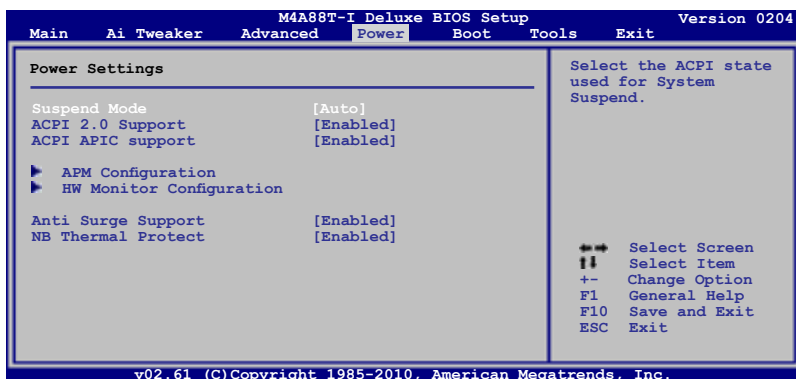 M4A88T-I Deluxe BIOS Setup Version 0204
Main Ai Tweaker Advanced Power Boot Tools Exit
Power Settings
Suspend Mode [Auto]
ACPI 2.0 Support [Enabled]
ACPI APIC support [Enabled]
APM Configuration
HW Monitor Configuration
Anti Surge Support [Enabled]
NB Thermal Protect [Enabled]
Select the ACPI state
used for System
Suspend.
Select Screen
Select Item
+- Change Option
F1 General Help
F10 Save and Exit
ESC Exit
v02.61 (C)Copyright 1985-2010, American Megatrends, Inc.